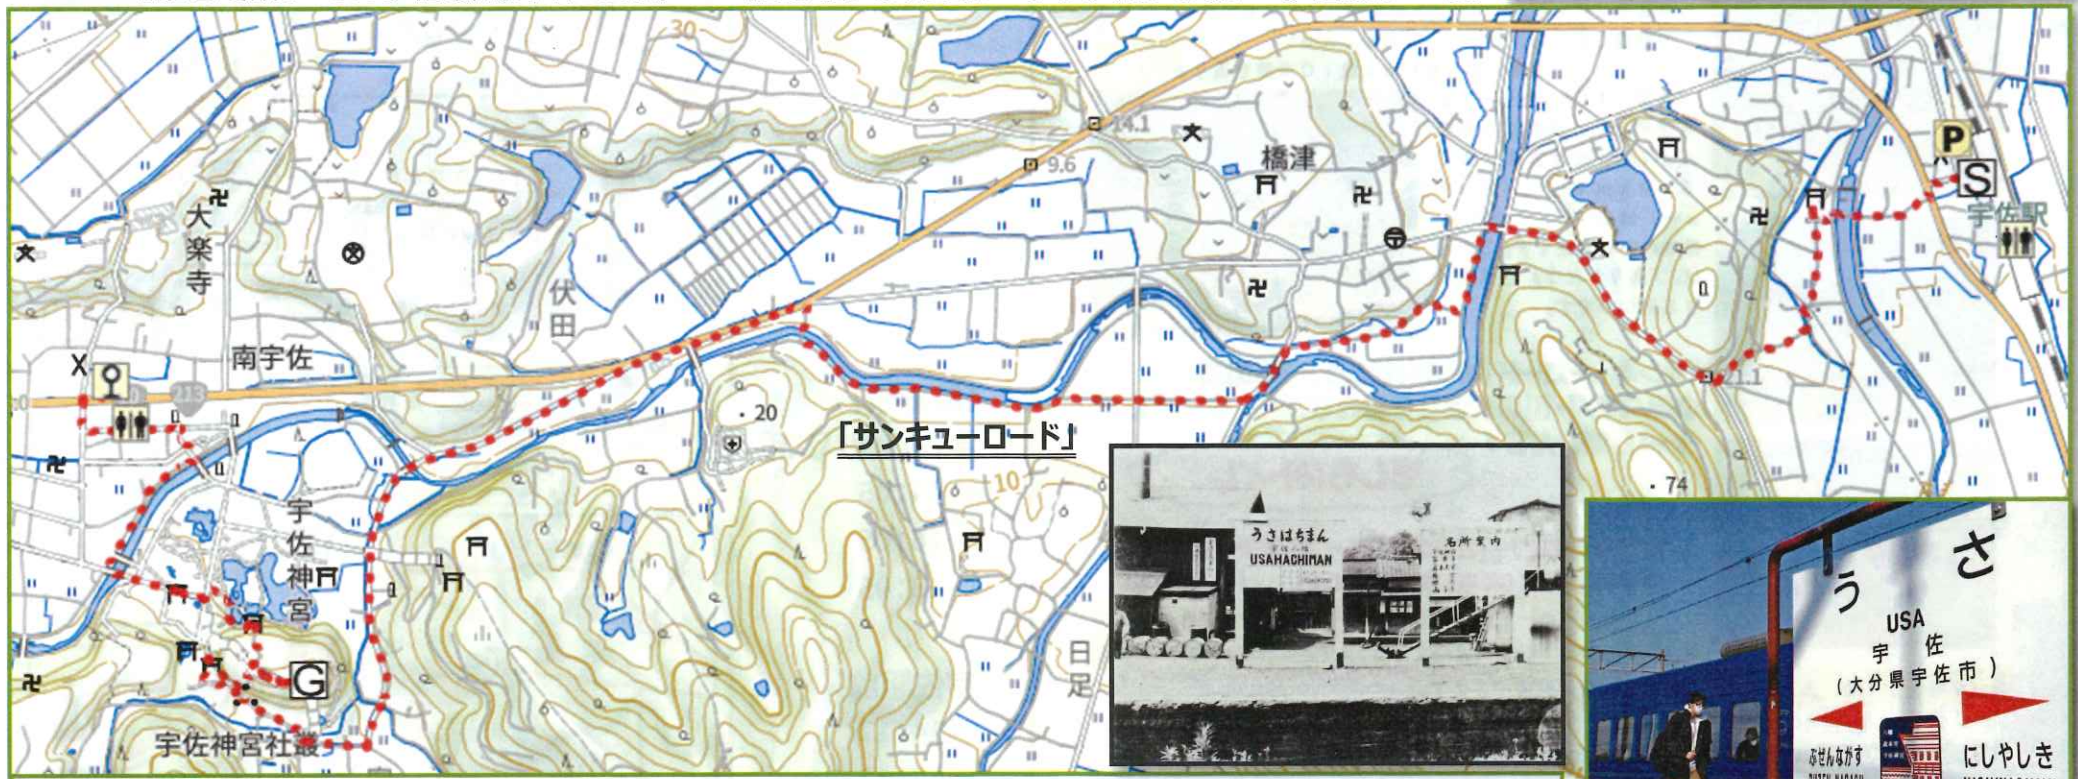 30
14.1
9.6
橋津
P
S
宇佐駅
大楽寺
伏田
南宇佐
213
20
「サンキューロード」
21.1
74
10
宇佐神宮
日足
G
宇佐神宮社叢
うさはちまん
USAHACHIMAN
名所案内
うさ
USA
宇佐
(大分県宇佐市)
ぶぜんながす
にしやしき